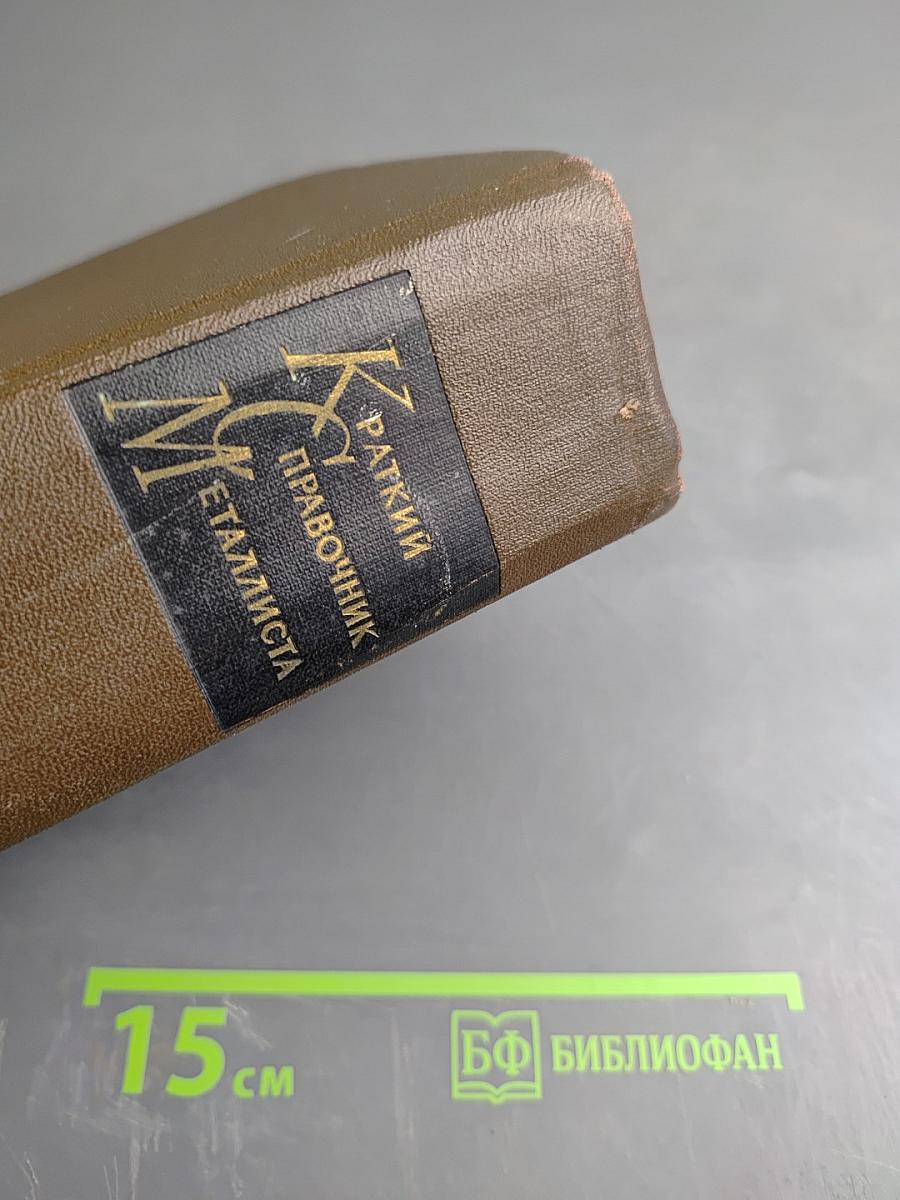 КРАТКИЙ
СПРАВОЧНИК
МЕТАЛЛИСТА
15 см
БФ БИБЛИОФАН